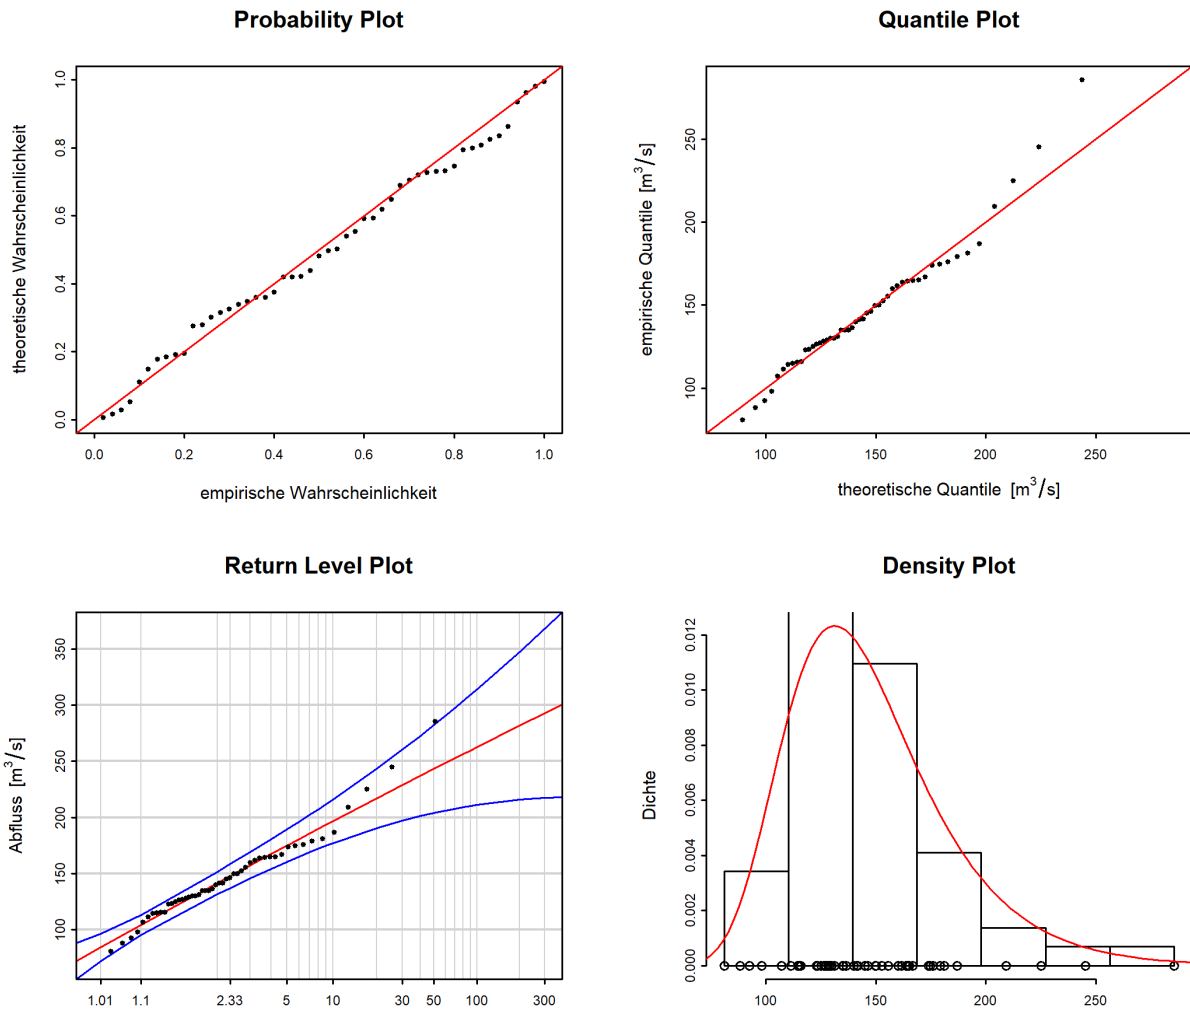 Probability Plot
theoretische Wahrscheinlichkeit
0.0 0.2 0.4 0.6 0.8 1.0
0.0 0.2 0.4 0.6 0.8 1.0
empirische Wahrscheinlichkeit
Quantile Plot
empirische Quantile [m³/s]
100 150 200 250
100 150 200 250
theoretische Quantile [m³/s]
Return Level Plot
Abfluss [m³/s]
100 150 200 250 300 350
1.01 1.1 2.33 5 10 30 50 100 300
Density Plot
Dichte
0.000 0.002 0.004 0.006 0.008 0.010 0.012
100 150 200 250